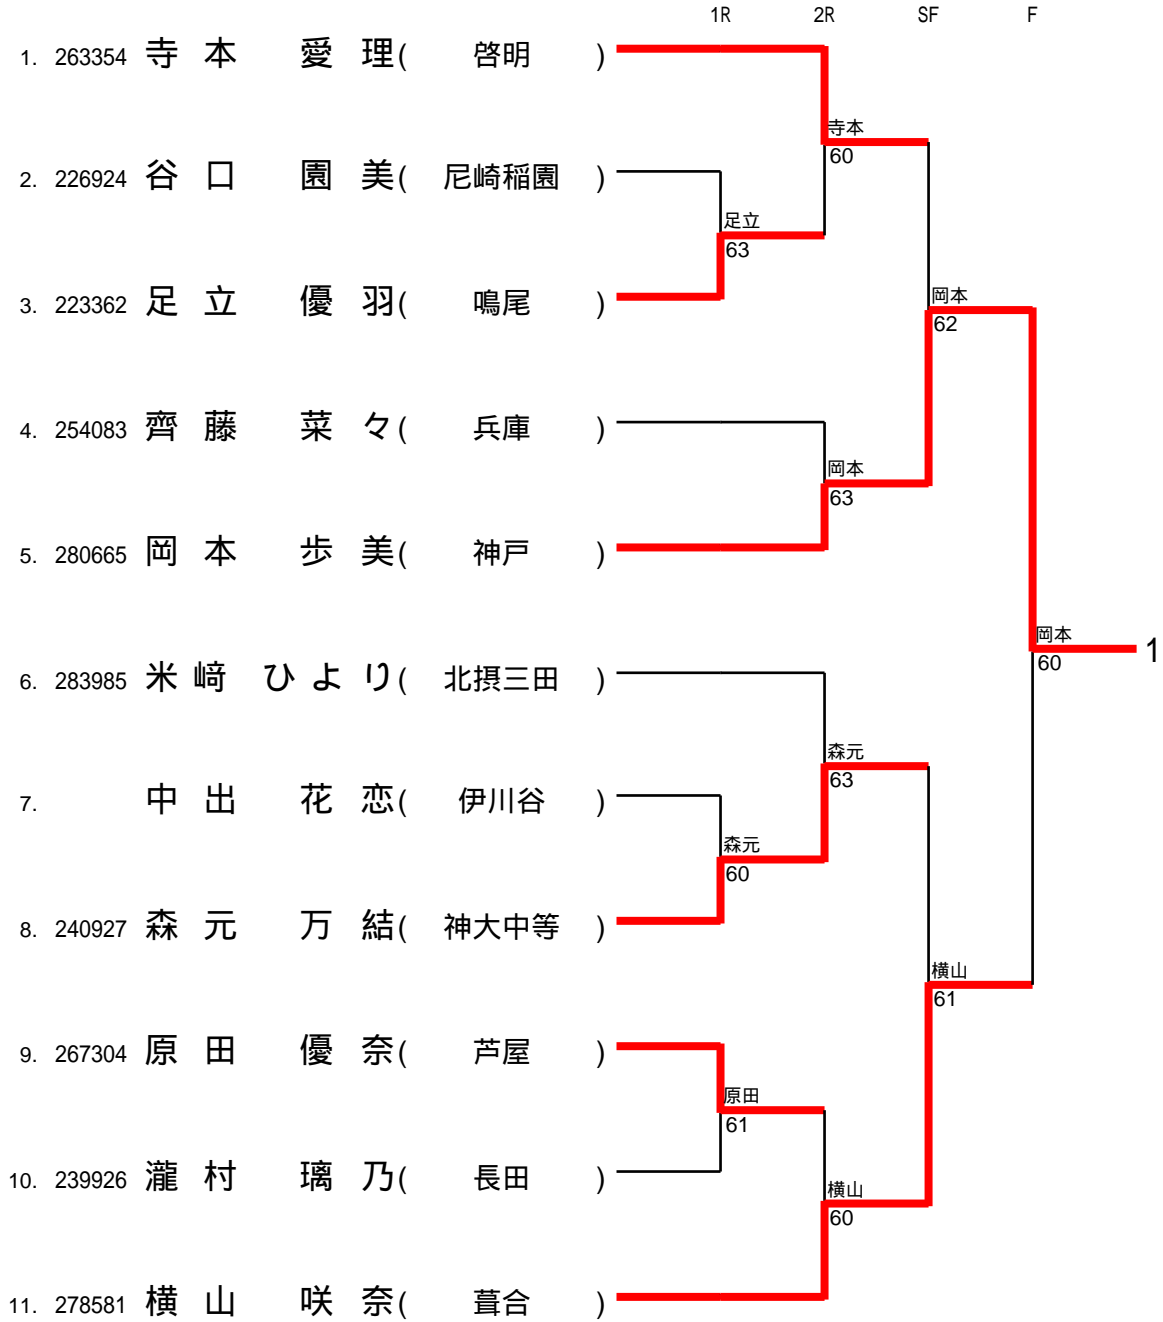 1R 2R SF F
1. 263354 寺本 愛理( 啓明 )
寺本
60
2. 226924 谷口 園美( 尼崎稲園 )
足立
63
3. 223362 足立 優羽( 鳴尾 )
岡本
62
4. 254083 齊藤 菜々( 兵庫 )
岡本
63
5. 280665 岡本 歩美( 神戸 )
岡本
60
1
6. 283985 米﨑 ひより( 北摂三田 )
森元
63
7. 中出 花恋( 伊川谷 )
森元
60
8. 240927 森元 万結( 神大中等 )
横山
61
9. 267304 原田 優奈( 芦屋 )
原田
61
10. 239926 瀧村 璃乃( 長田 )
横山
60
11. 278581 横山 咲奈( 葺合 )